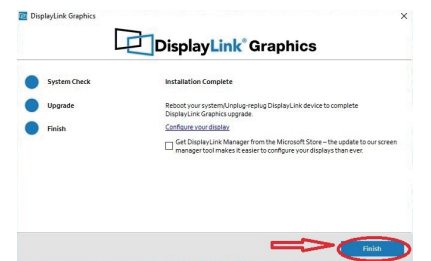 DisplayLink Graphics
DisplayLink® Graphics
System Check
Installation Complete
Upgrade
Reboot your system/Unplug-replug DisplayLink device to complete
DisplayLink Graphics upgrade.
Finish
Configure your display
Get DisplayLink Manager from the Microsoft Store – the update to our screen
manager tool makes it easier to configure your displays than ever.
Finish